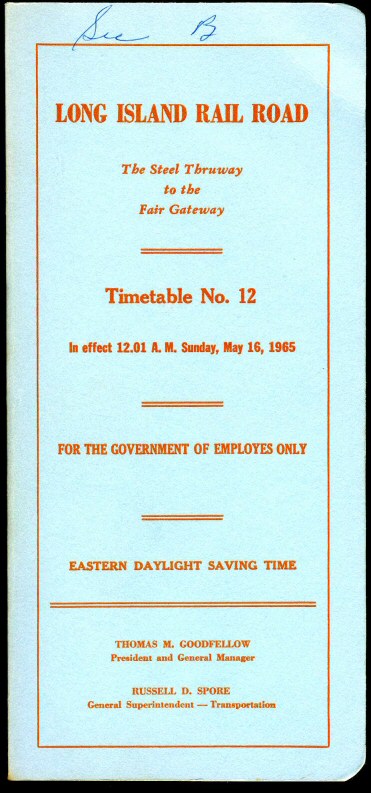 Sec B
LONG ISLAND RAIL ROAD
The Steel Thruway
to the
Fair Gateway
Timetable No. 12
In effect 12.01 A. M. Sunday, May 16, 1965
FOR THE GOVERNMENT OF EMPLOYES ONLY
EASTERN DAYLIGHT SAVING TIME
THOMAS M. GOODFELLOW
President and General Manager
RUSSELL D. SPORE
General Superintendent — Transportation